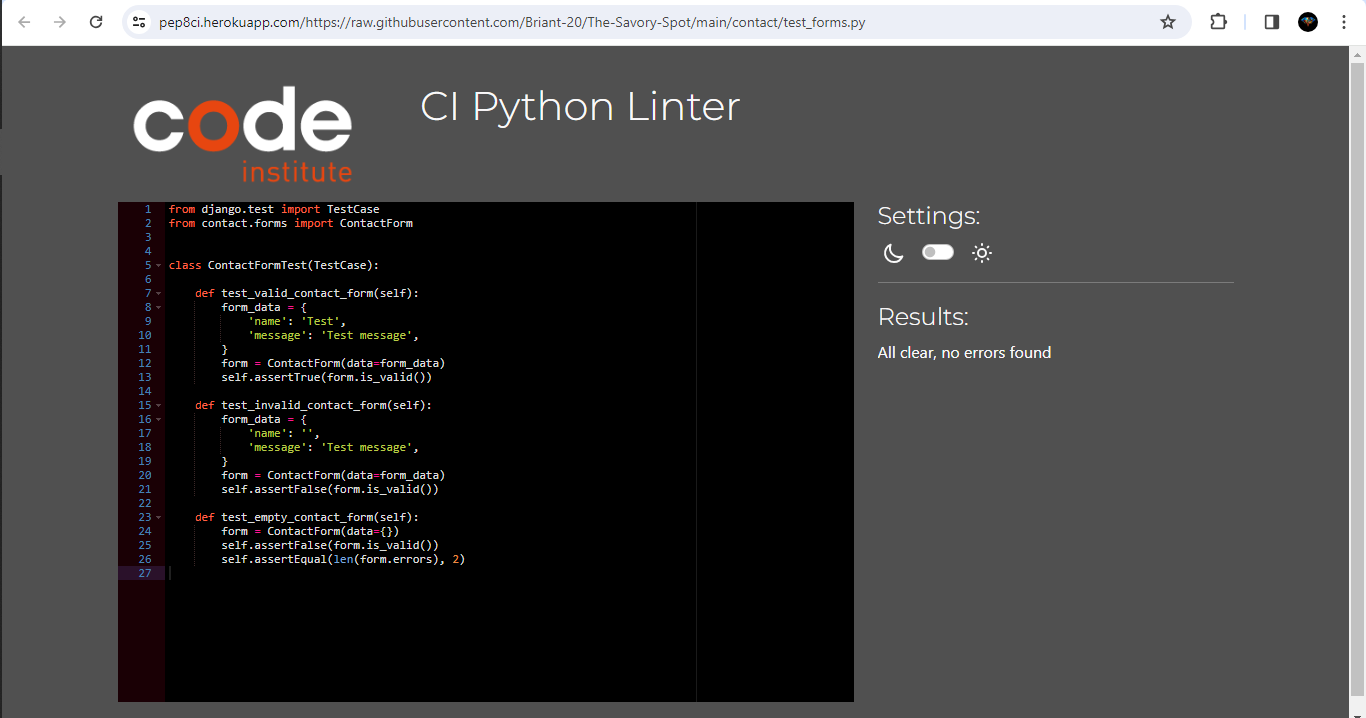 pep8ci.herokuapp.com/https://raw.githubusercontent.com/Briant-20/The-Savory-Spot/main/contact/test_forms.py
code
institute
CI Python Linter
1 from django.test import TestCase
2 from contact.forms import ContactForm
3
4
5 class ContactFormTest(TestCase):
6
7     def test_valid_contact_form(self):
8         form_data = {
9             'name': 'Test',
10             'message': 'Test message',
11         }
12         form = ContactForm(data=form_data)
13         self.assertTrue(form.is_valid())
14
15     def test_invalid_contact_form(self):
16         form_data = {
17             'name': '',
18             'message': 'Test message',
19         }
20         form = ContactForm(data=form_data)
21         self.assertFalse(form.is_valid())
22
23     def test_empty_contact_form(self):
24         form = ContactForm(data={})
25         self.assertFalse(form.is_valid())
26         self.assertEqual(len(form.errors), 2)
27
Settings:
Results:
All clear, no errors found